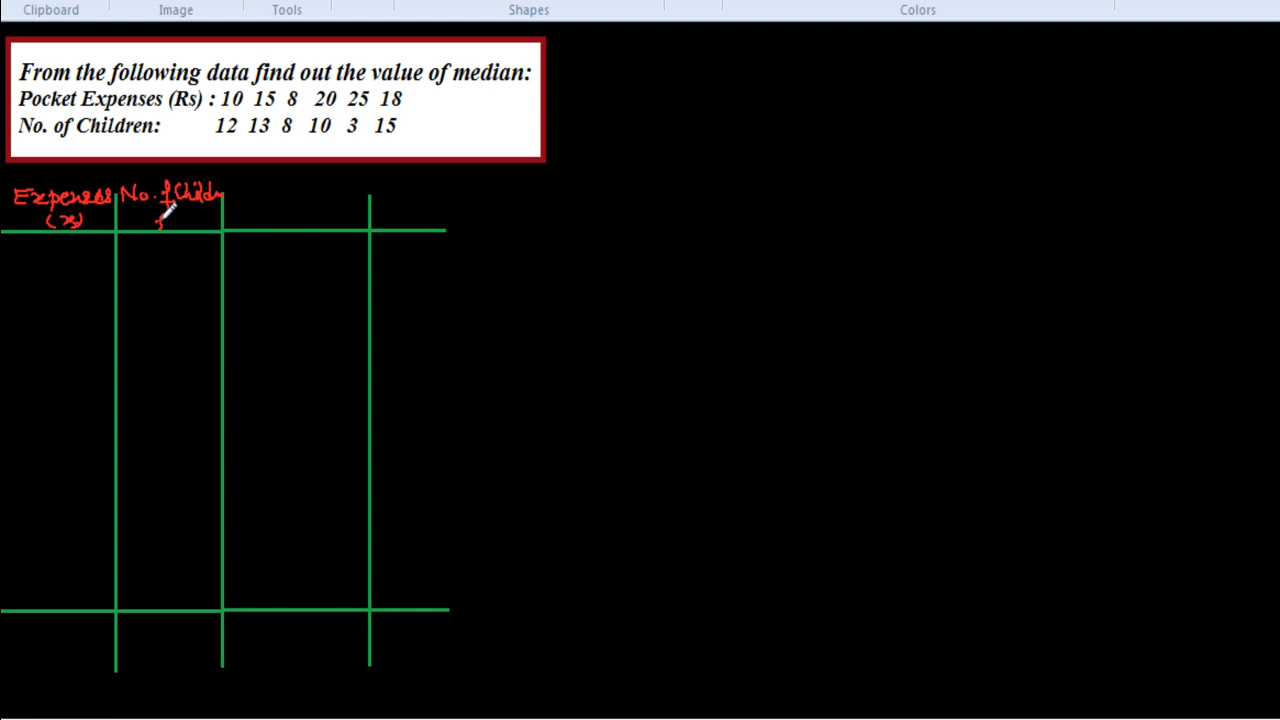 Clipboard Image Tools Shapes Colors
From the following data find out the value of median:
Pocket Expenses (Rs) : 10 15 8 20 25 18
No. of Children: 12 13 8 10 3 15
Expenses No. of Childr
(x) f